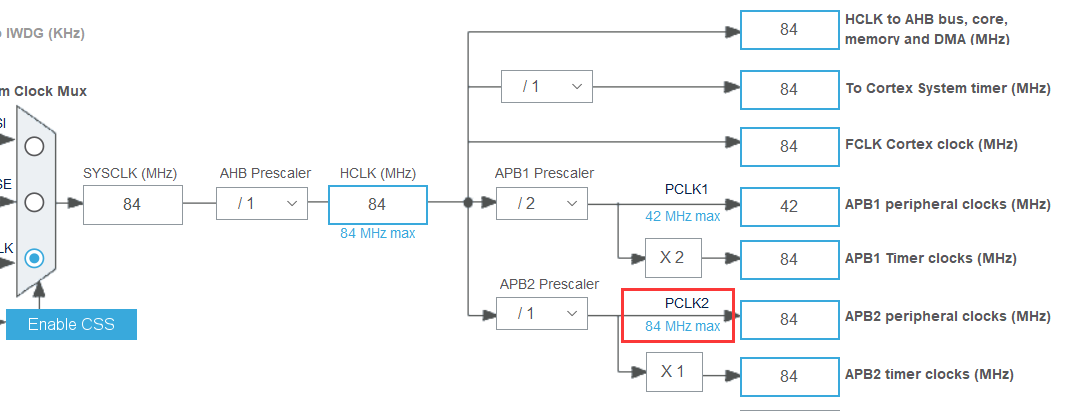 IWDG (KHz)
HCLK to AHB bus, core,
memory and DMA (MHz)
84
/ 1
84
To Cortex System timer (MHz)
m Clock Mux
84
FCLK Cortex clock (MHz)
SYSCLK (MHz)
84
AHB Prescaler
/ 1
HCLK (MHz)
84
84 MHz max
APB1 Prescaler
/ 2
PCLK1
42 MHz max
42
APB1 peripheral clocks (MHz)
X 2
84
APB1 Timer clocks (MHz)
Enable CSS
APB2 Prescaler
/ 1
PCLK2
84 MHz max
84
APB2 peripheral clocks (MHz)
X 1
84
APB2 timer clocks (MHz)